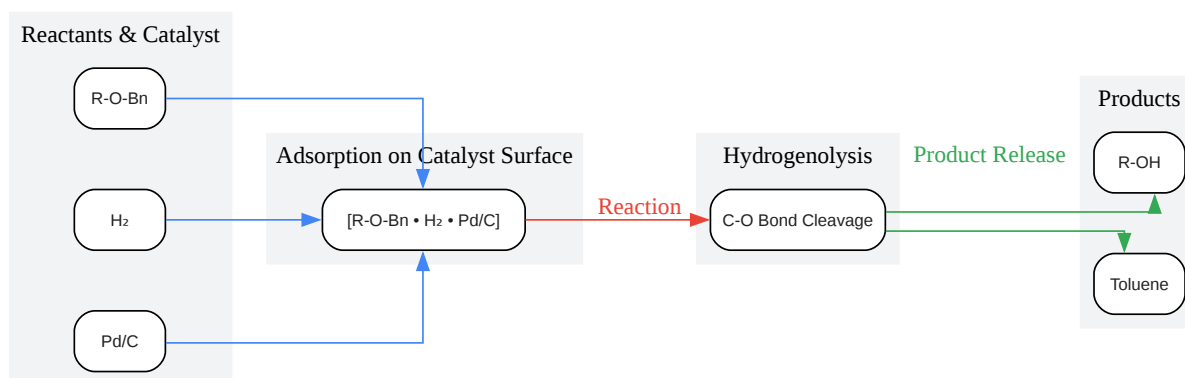 Reactants & Catalyst
R-O-Bn
H₂
Pd/C
Adsorption on Catalyst Surface
[R-O-Bn • H₂ • Pd/C]
Reaction
Hydrogenolysis
C-O Bond Cleavage
Product Release
Products
R-OH
Toluene